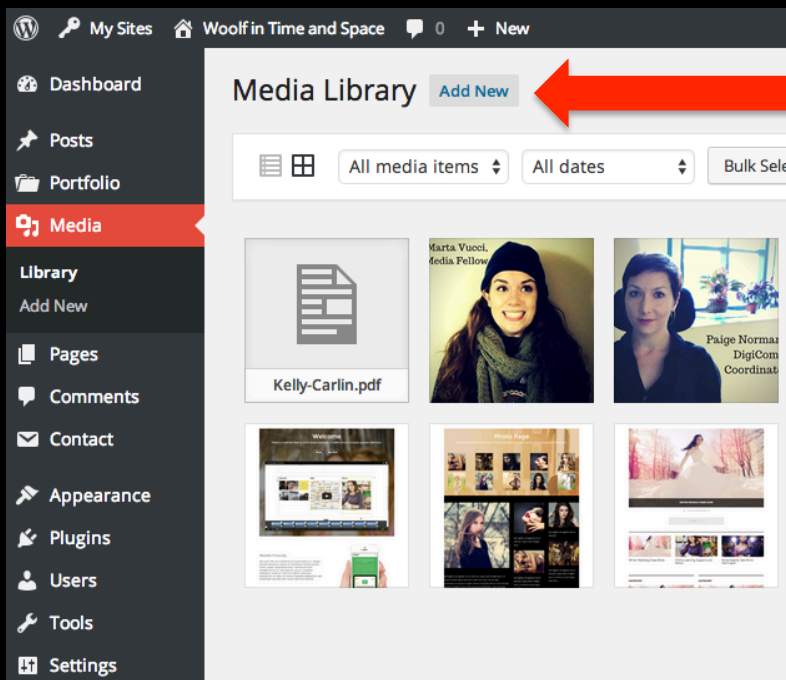 My Sites Woolf in Time and Space 0 + New
Dashboard
Posts
Portfolio
Media
Library
Add New
Pages
Comments
Contact
Appearance
Plugins
Users
Tools
Settings
Media Library Add New
All media items All dates Bulk Sele
Marta Vucci,
Media Fellow
Paige Norman
DigiCom
Coordinat
Kelly-Carlin.pdf
Welcome
Photo Page